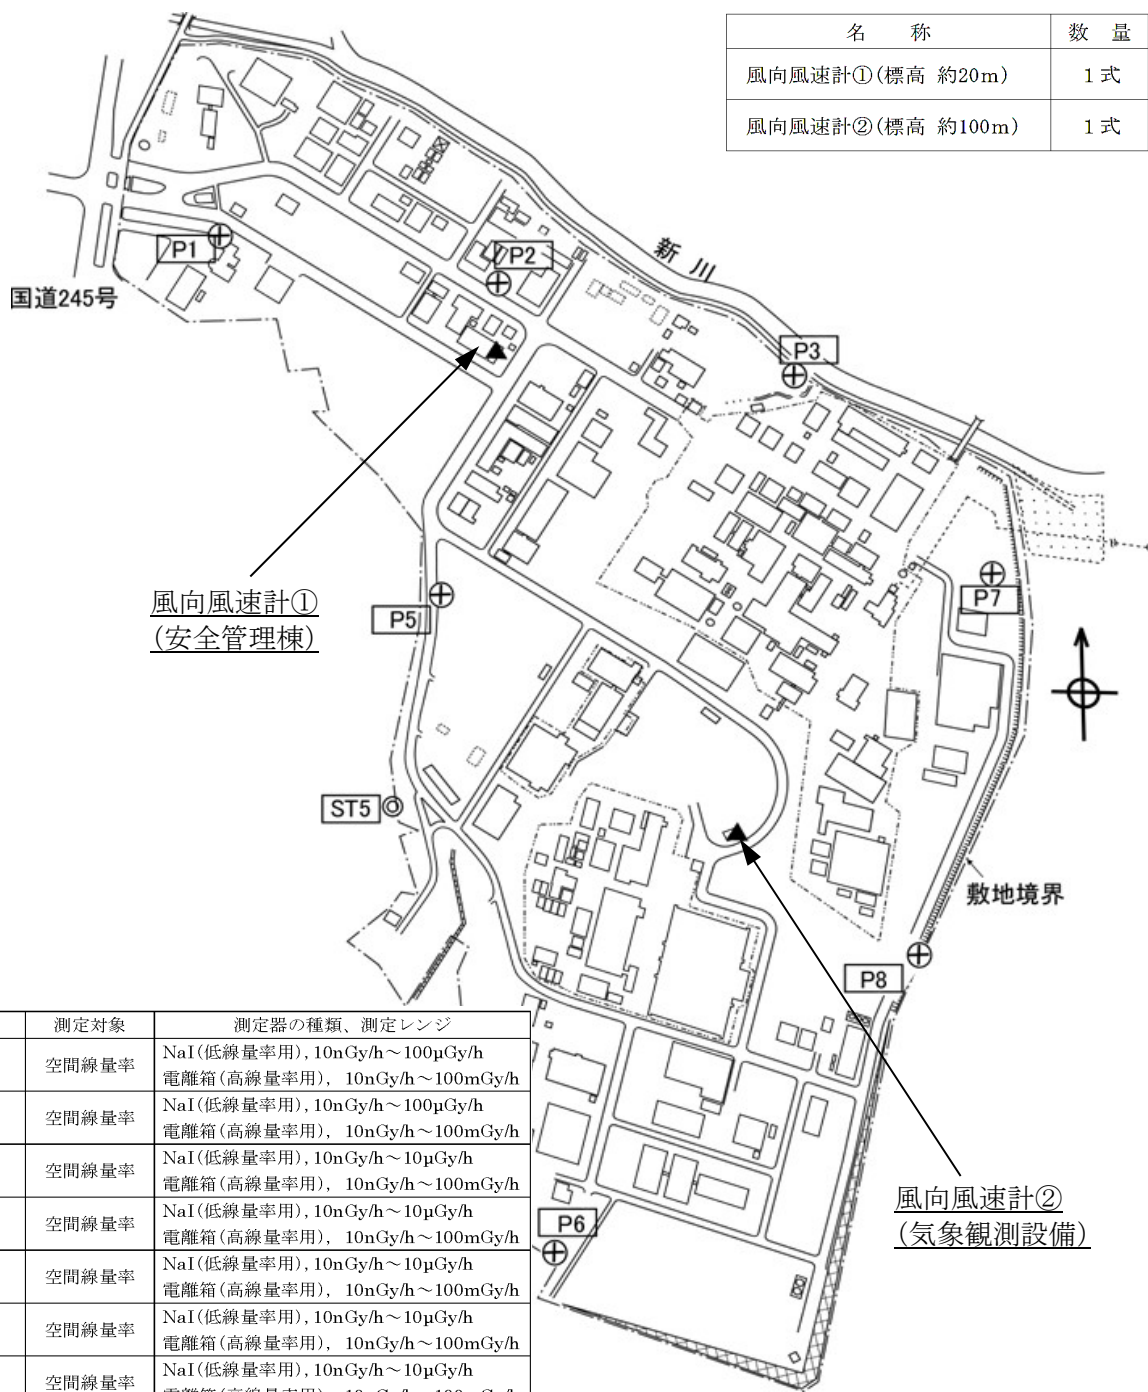 名　　称　数　量
風向風速計①(標高 約20m)　1式
風向風速計②(標高 約100m)　1式
新川
P1
P2
国道245号
P3
風向風速計①
(安全管理棟)
P5
P7
ST5
敷地境界
P8
測定対象　測定器の種類、測定レンジ
空間線量率　NaI(低線量率用), 10nGy/h～100μGy/h
電離箱(高線量率用),　10nGy/h～100mGy/h
空間線量率　NaI(低線量率用), 10nGy/h～100μGy/h
電離箱(高線量率用),　10nGy/h～100mGy/h
空間線量率　NaI(低線量率用), 10nGy/h～10μGy/h
電離箱(高線量率用),　10nGy/h～100mGy/h
空間線量率　NaI(低線量率用), 10nGy/h～10μGy/h
電離箱(高線量率用),　10nGy/h～100mGy/h
空間線量率　NaI(低線量率用), 10nGy/h～10μGy/h
電離箱(高線量率用),　10nGy/h～100mGy/h
空間線量率　NaI(低線量率用), 10nGy/h～10μGy/h
電離箱(高線量率用),　10nGy/h～100mGy/h
空間線量率　NaI(低線量率用), 10nGy/h～10μGy/h
P6
風向風速計②
(気象観測設備)